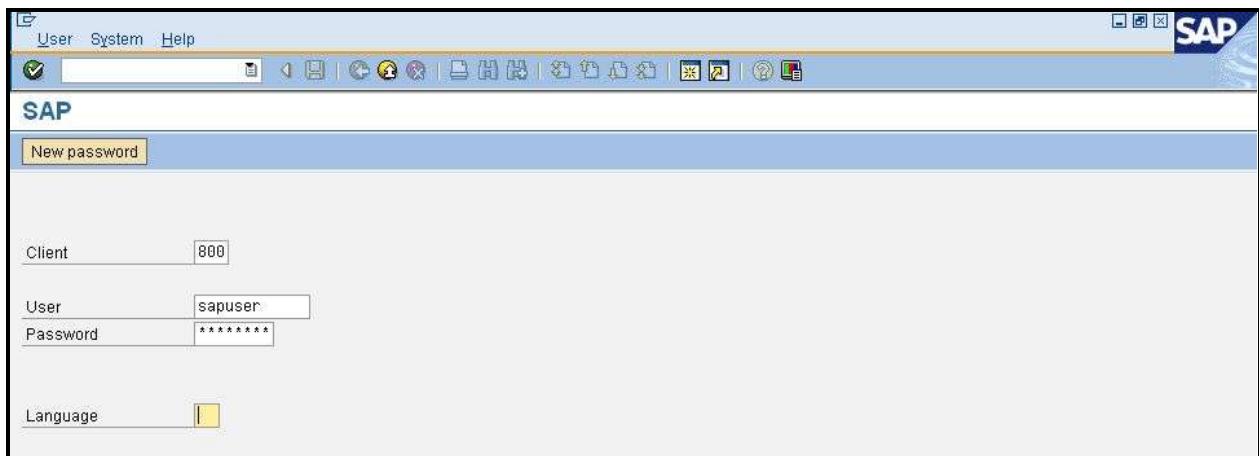 User System Help
SAP
SAP
New password
Client 800
User sapuser
Password ********
Language